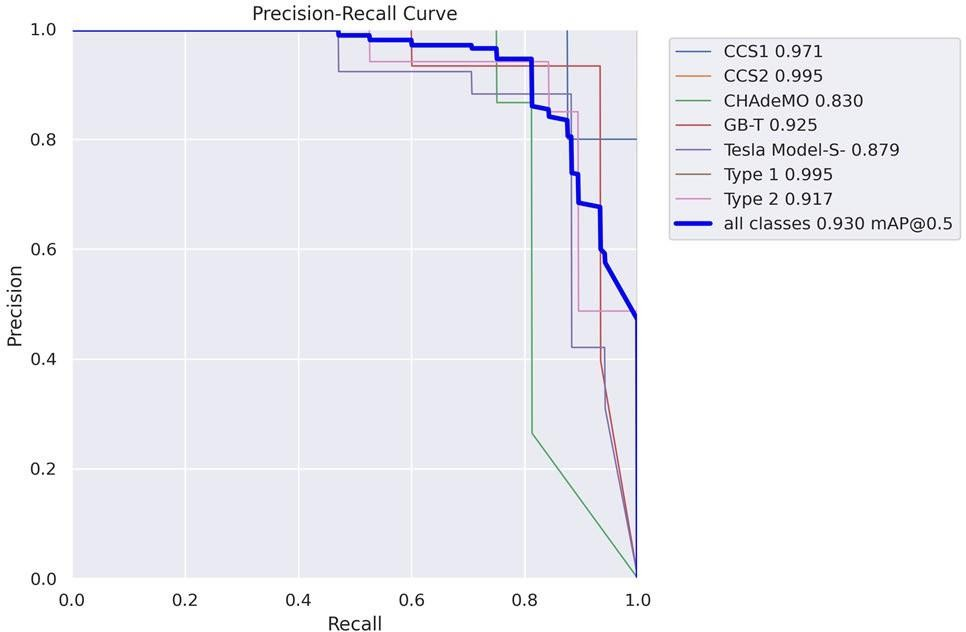 Precision-Recall Curve
1.0
0.8
0.6
0.4
0.2
0.0
Precision
0.0 0.2 0.4 0.6 0.8 1.0
Recall
CCS1 0.971
CCS2 0.995
CHAdeMO 0.830
GB-T 0.925
Tesla Model-S- 0.879
Type 1 0.995
Type 2 0.917
all classes 0.930 mAP@0.5